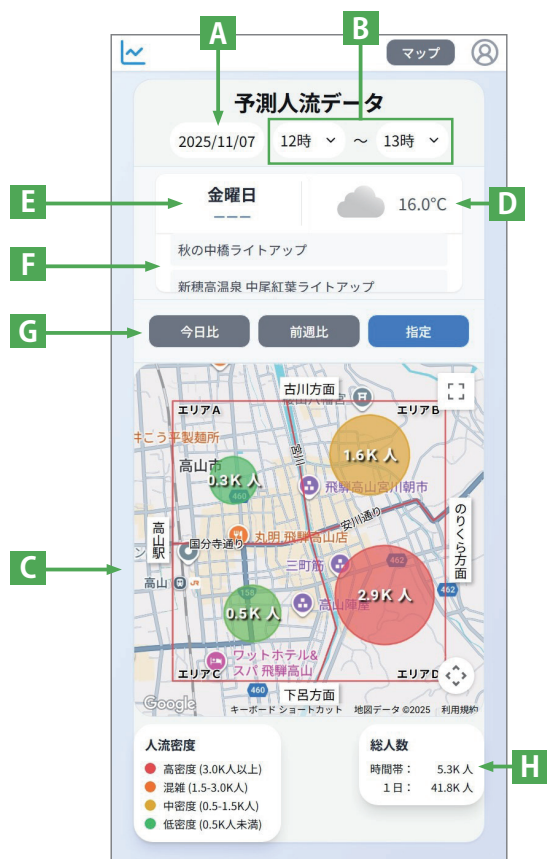 A
B
マップ
予測人流データ
2025/11/07
12時 ～ 13時
E
金曜日
16.0°C
D
F
秋の中橋ライトアップ
新穂高温泉 中尾紅葉ライトアップ
G
今日比
前週比
指定
古川方面
エリアA
エリアB
そこう平製麺所
1.6K 人
高山市
0.3K 人
460
宮川
飛騨高山宮川朝市
のりくら方面
安川通り
高山駅
丸明 飛騨高山店
国分寺通り
三町筋
462
462
C
高山
158
2.9K 人
0.5K 人
高山陣屋
ワットホテル&
スパ 飛騨高山
エリアC
エリアD
460
下呂方面
Google
キーボード ショートカット
地図データ ©2025
利用規約
人流密度
高密度 (3.0K人以上)
混雑 (1.5-3.0K人)
中密度 (0.5-1.5K人)
低密度 (0.5K人未満)
総人数
時間帯： 5.3K 人
１日： 41.8K 人
H